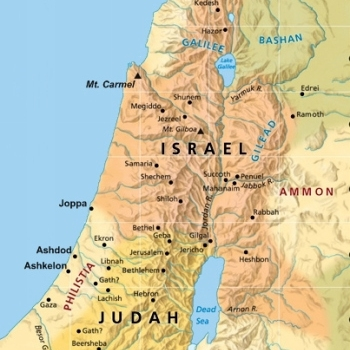 Kedesh
Hazor
GALILEE
BASHAN
Lake
Galilee
Mt. Carmel
Shunem
Megiddo
Jezreel
Mt. Gilboa
Yarmuk R.
Edrei
Ramoth
GILEAD
ISRAEL
Samaria
Shechem
Succoth
Penuel
Mahanaim
Jabbok R.
AMMON
Shiloh
Jordan R.
Joppa
Rabbah
Bethel
Geba
Gilgal
Ekron
Jericho
Ashdod
Jerusalem
Heshbon
Ashkelon
Libnah
Bethlehem
PHILISTIA
Gath?
Lachish
Hebron
Gaza
Dead
Sea
Arnon R.
JUDAH
Gath?
Besor
Beersheba